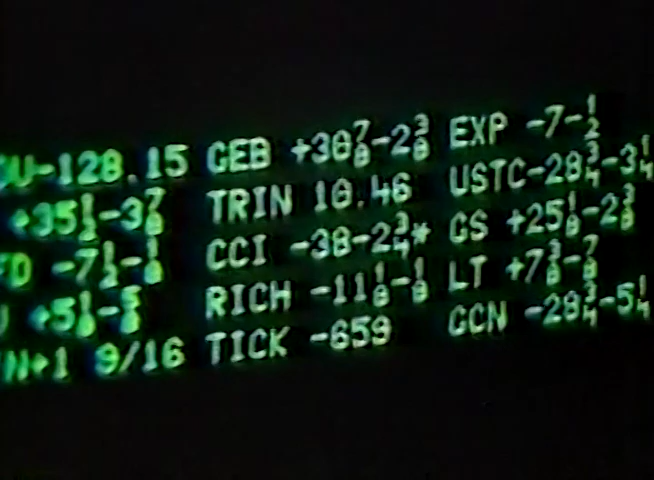 U-128.15 GEB +38⅞-2⅜ EXP -7-½
+35½-3⅞ TRIN 10.46 USTC-28¾-3¼
D -7½-⅛ CCI -38-2¾* GS +25⅛-2⅜
+5⅛-⅝ RICH -11⅛-⅛ LT +7⅜-⅞
N+1 9/16 TICK -659 GCN -28¾-5¼